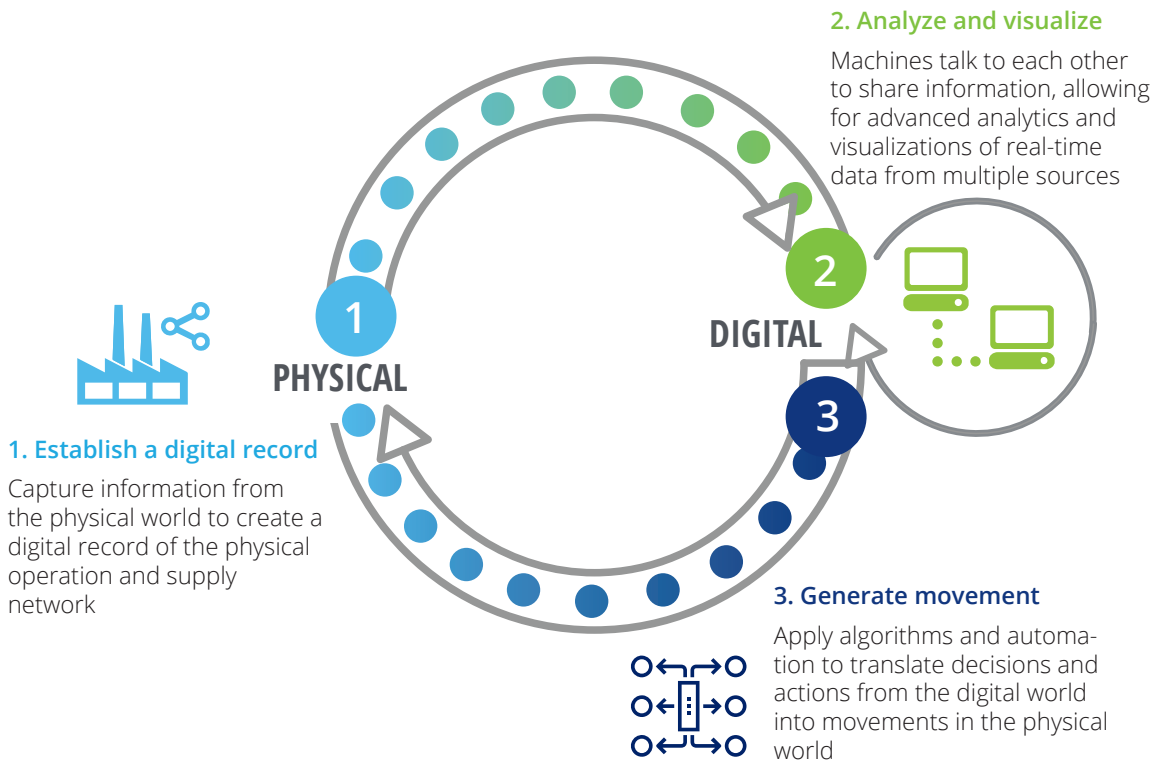 2. Analyze and visualize
Machines talk to each other
to share information, allowing
for advanced analytics and
visualizations of real-time
data from multiple sources
1
PHYSICAL
2
DIGITAL
3
1. Establish a digital record
Capture information from
the physical world to create a
digital record of the physical
operation and supply
network
3. Generate movement
Apply algorithms and automa-
tion to translate decisions and
actions from the digital world
into movements in the physical
world